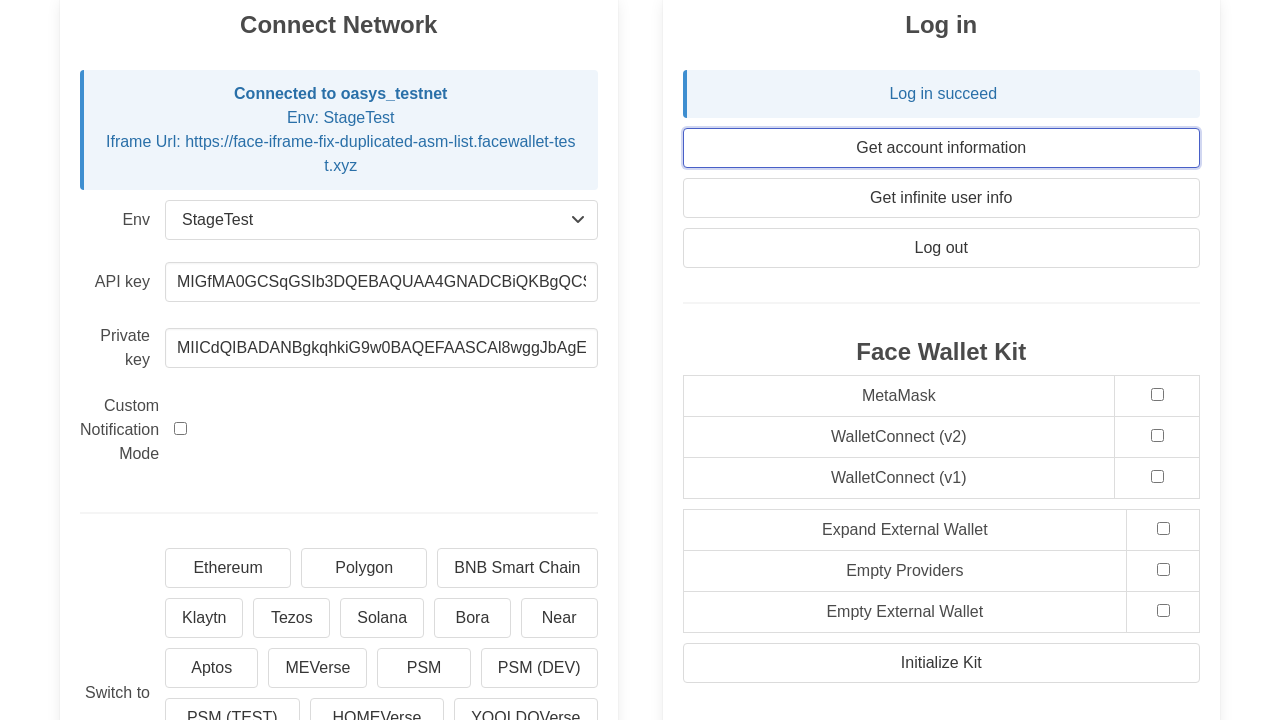 Connect Network
Connected to oasys_testnet
Env: StageTest
Iframe Url: https://face-iframe-fix-duplicated-asm-list.facewallet-tes
t.xyz
Env
StageTest
API key
MIGfMA0GCSqGSIb3DQEBAQUAA4GNADCBiQKBgQC
Private
key
MIICdQIBADANBgkqhkiG9w0BAQEFAASCAl8wggJbAgE
Custom
Notification
Mode
Ethereum
Polygon
BNB Smart Chain
Klaytn
Tezos
Solana
Bora
Near
Aptos
MEVerse
PSM
PSM (DEV)
Switch to
PSM (TEST)
HOMEVerse
YOOLDOVerse
Log in
Log in succeed
Get account information
Get infinite user info
Log out
Face Wallet Kit
MetaMask
WalletConnect (v2)
WalletConnect (v1)
Expand External Wallet
Empty Providers
Empty External Wallet
Initialize Kit